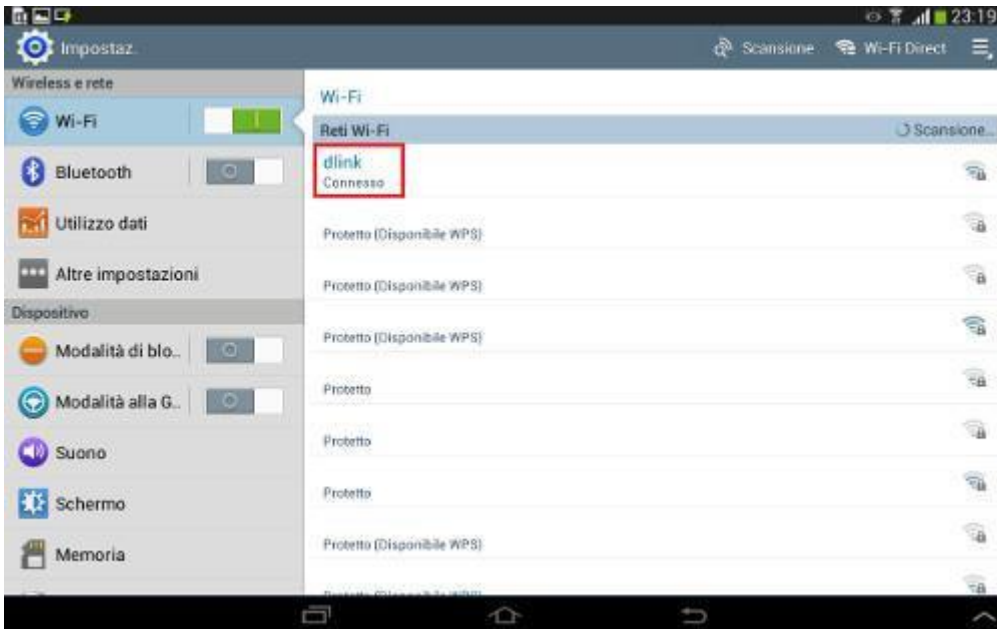 23:19
Impostaz.
Scansione
Wi-Fi Direct
Wireless e rete
Wi-Fi
Bluetooth
Utilizzo dati
Altre impostazioni
Dispositivo
Modalità di blo..
Modalità alla G..
Suono
Schermo
Memoria
Wi-Fi
Reti Wi-Fi
Scansione...
dlink
Connesso
Protetto (Disponibile WPS)
Protetto (Disponibile WPS)
Protetto (Disponibile WPS)
Protetto
Protetto
Protetto
Protetto (Disponibile WPS)